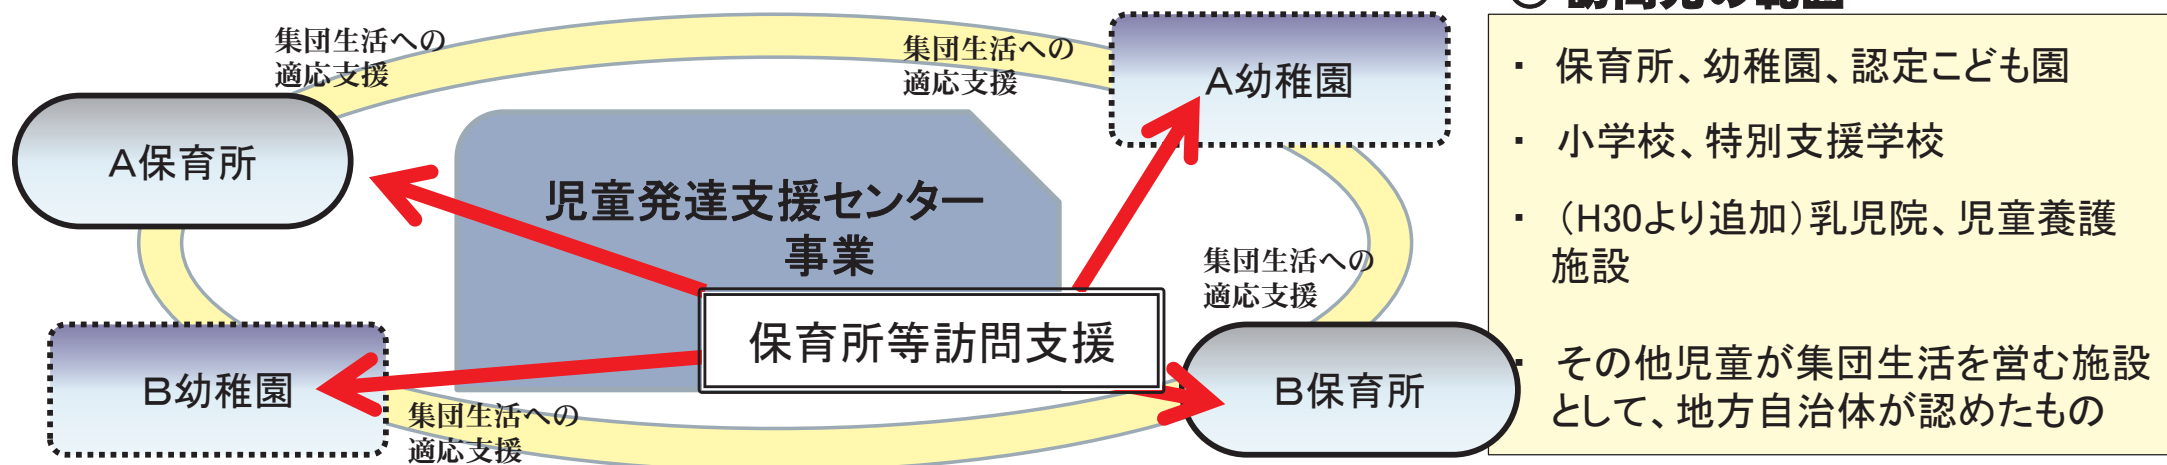 集団生活への
適応支援
集団生活への
適応支援
A幼稚園
A保育所
児童発達支援センター
事業
集団生活への
適応支援
保育所等訪問支援
B幼稚園
B保育所
集団生活への
適応支援
・ 保育所、幼稚園、認定こども園
・ 小学校、特別支援学校
・ （H30より追加）乳児院、児童養護
施設
・ その他児童が集団生活を営む施設
として、地方自治体が認めたもの